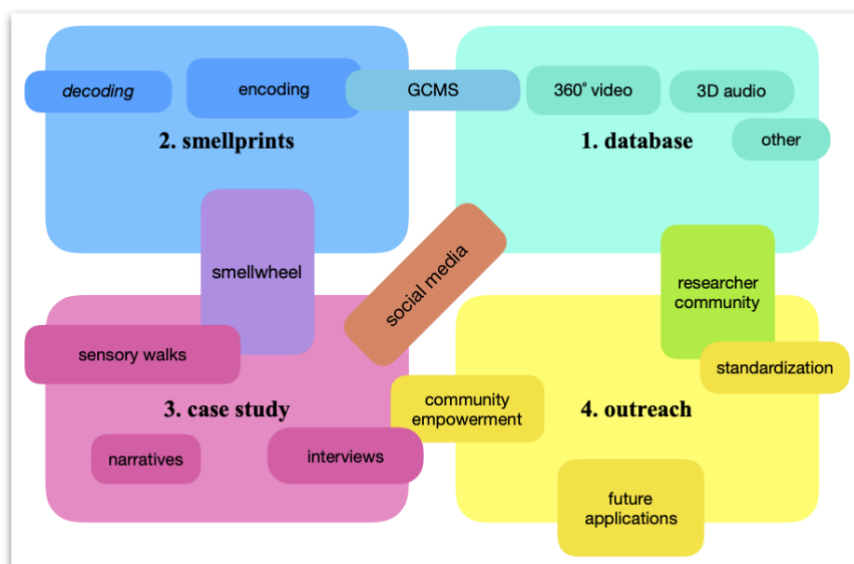 decoding
encoding
GCMS
360˚ video
3D audio
2. smellprints
1. database
other
smellwheel
social media
researcher
community
sensory walks
standardization
3. case study
community
empowerment
4. outreach
narratives
interviews
future
applications